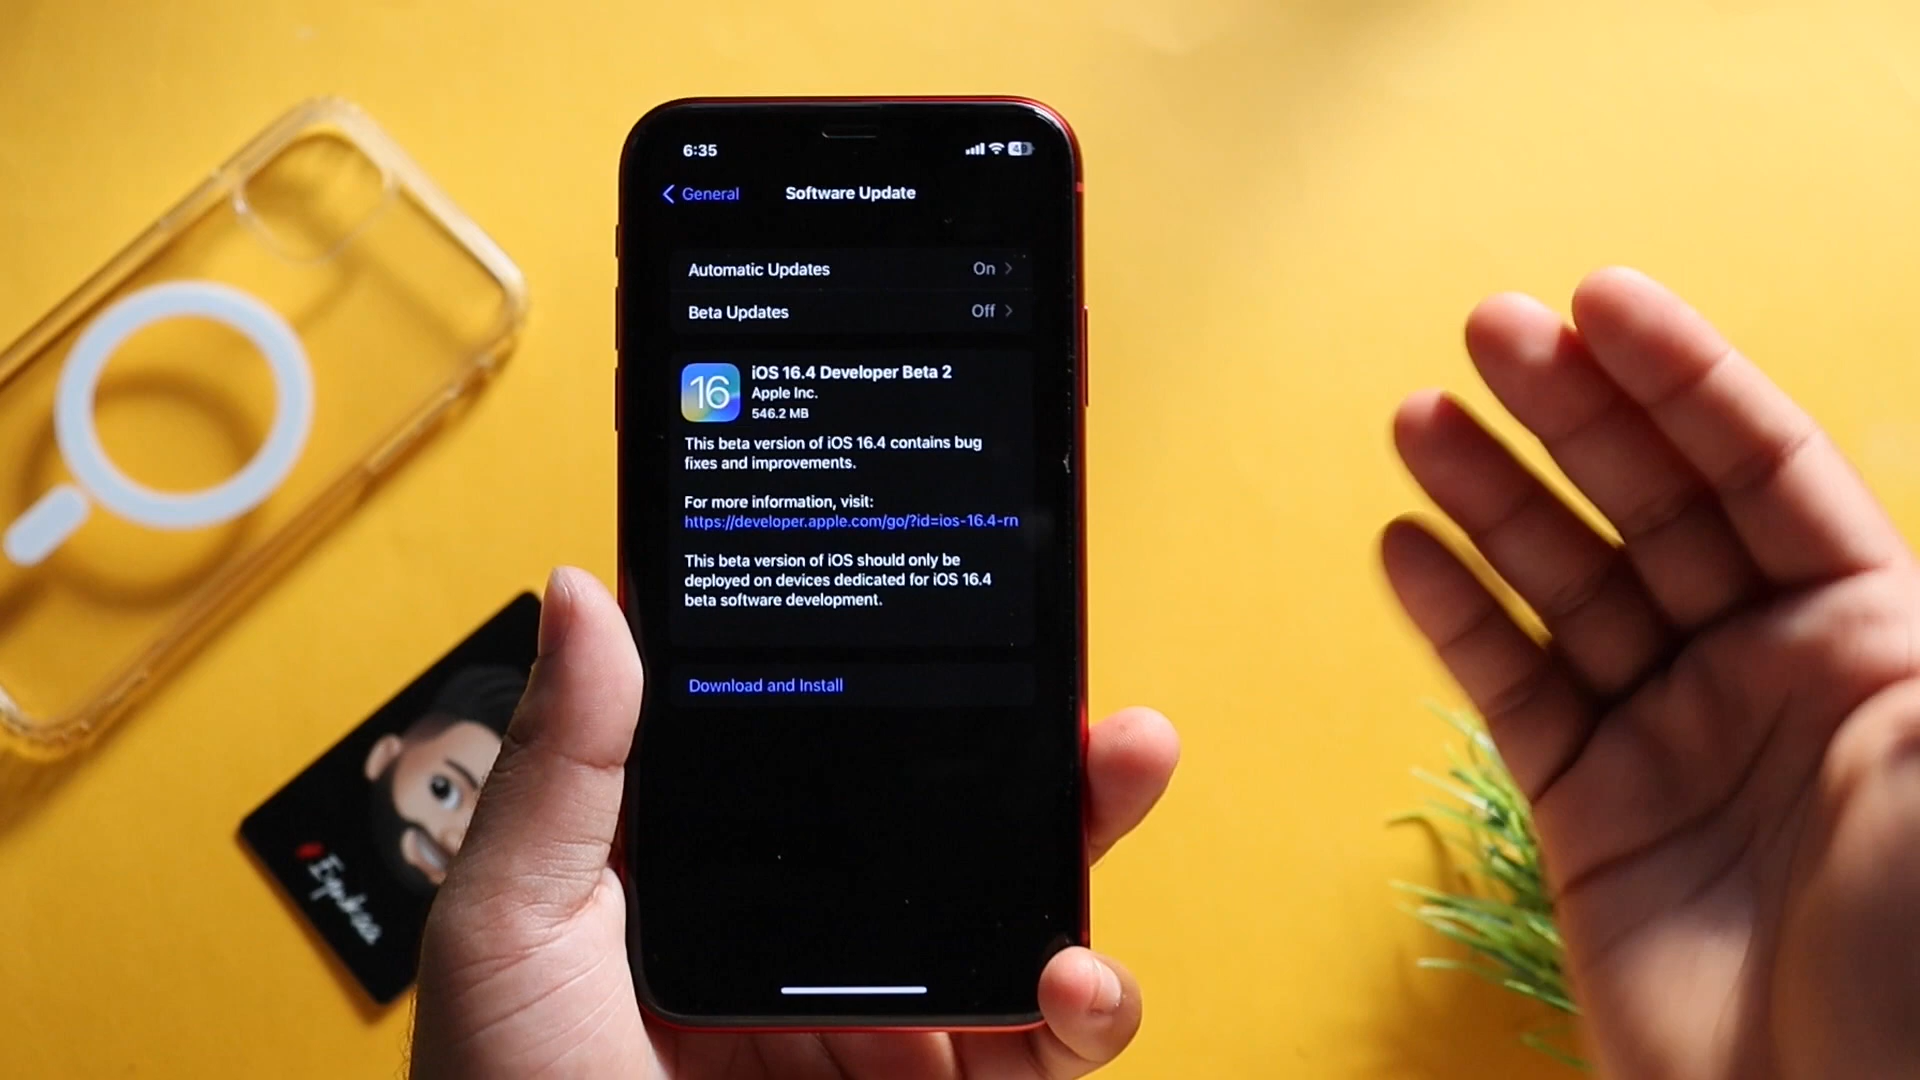 6:35
49
General
Software Update
Automatic Updates
On
Beta Updates
Off
16
iOS 16.4 Developer Beta 2
Apple Inc.
546.2 MB
This beta version of iOS 16.4 contains bug
fixes and improvements.
For more information, visit:
https://developer.apple.com/go/?id=ios-16.4-rn
This beta version of iOS should only be
deployed on devices dedicated for iOS 16.4
beta software development.
Download and Install